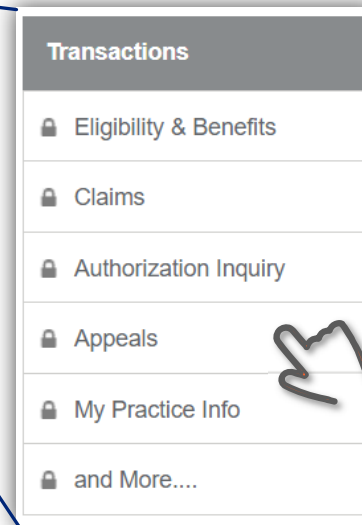 Transactions
Eligibility & Benefits
Claims
Authorization Inquiry
Appeals
My Practice Info
and More....